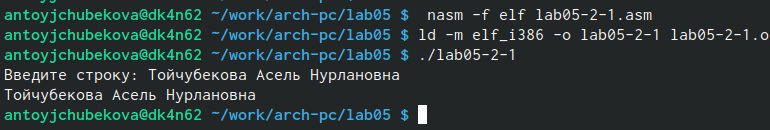 antoyjchubekova@dk4n62 ~/work/arch-pc/lab05 $  nasm -f elf lab05-2-1.asm
antoyjchubekova@dk4n62 ~/work/arch-pc/lab05 $ ld -m elf_i386 -o lab05-2-1 lab05-2-1.o
antoyjchubekova@dk4n62 ~/work/arch-pc/lab05 $ ./lab05-2-1
Введите строку: Тойчубекова Асель Нурлановна
Тойчубекова Асель Нурлановна
antoyjchubekova@dk4n62 ~/work/arch-pc/lab05 $